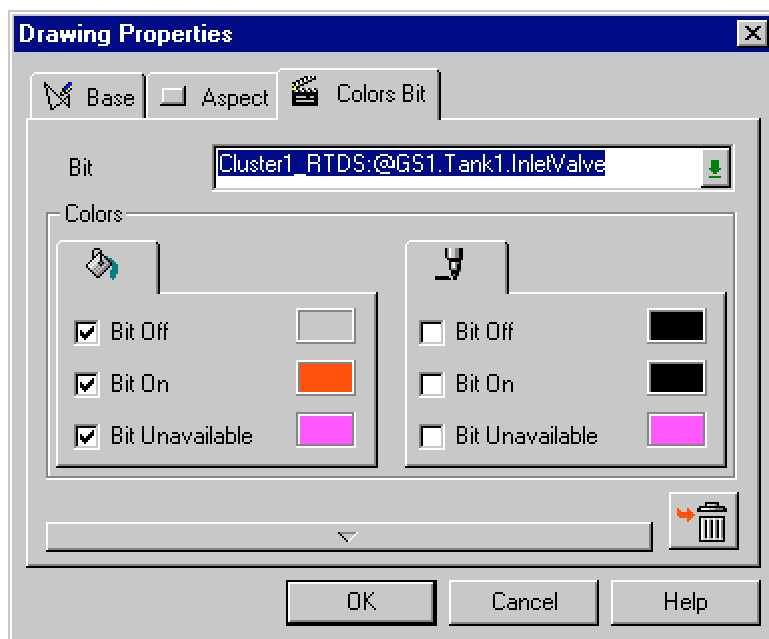 Drawing Properties
Base
Aspect
Colors Bit
Bit
Cluster1_RTDS:@GS1.Tank1.InletValve
Colors
Bit Off
Bit On
Bit Unavailable
Bit Off
Bit On
Bit Unavailable
OK
Cancel
Help